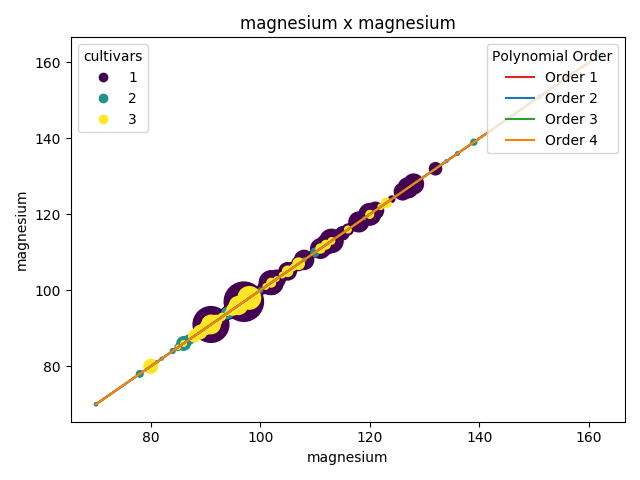 magnesium x magnesium
cultivars
1
2
3
Polynomial Order
Order 1
Order 2
Order 3
Order 4
magnesium
160
140
120
100
80
80
100
120
140
160
magnesium